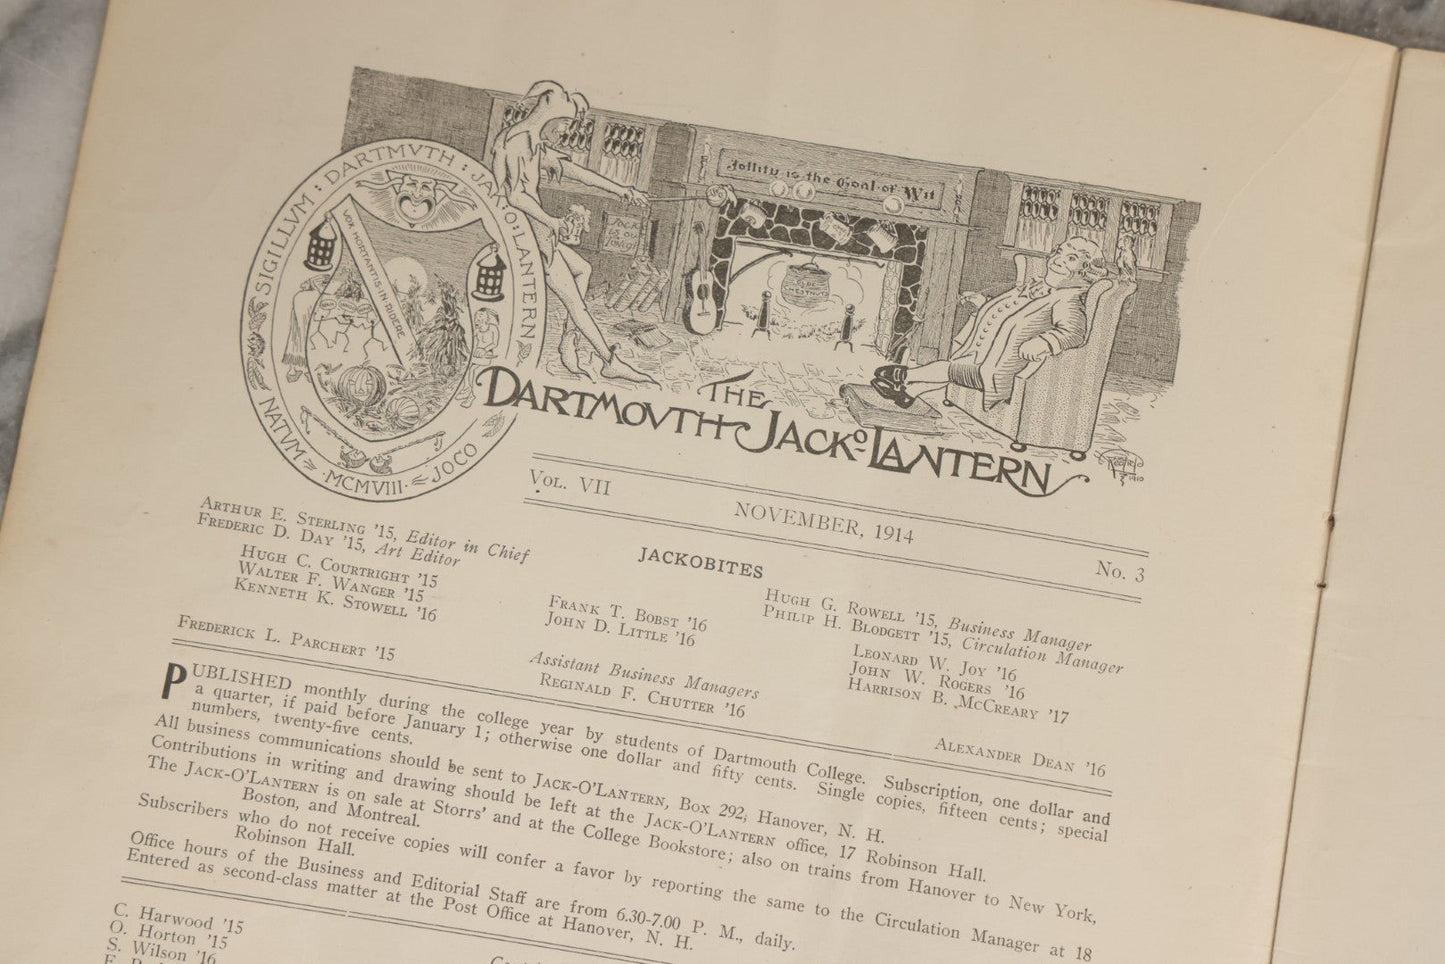 SIGILLVM : DARTMVTH : JAK : O : LANTERN
NATVM · MCMVIII · JOCO
VOX HORTANTIS IN RIDERE
Jollity is the Goal of Wit
THE
DARTMOVTH JACK-O-LANTERN
1910
VOL. VII
NOVEMBER, 1914
No. 3
JACKOBITES
ARTHUR E. STERLING '15, Editor in Chief
FREDERIC D. DAY '15, Art Editor
HUGH C. COURTRIGHT '15
WALTER F. WANGER '15
KENNETH K. STOWELL '16
FREDERICK L. PARCHERT '15
FRANK T. BOBST '16
JOHN D. LITTLE '16
Assistant Business Managers
REGINALD F. CHUTTER '16
HUGH G. ROWELL '15, Business Manager
PHILIP H. BLODGETT '15, Circulation Manager
LEONARD W. JOY '16
JOHN W. ROGERS '16
HARRISON B. MCCREARY '17
ALEXANDER DEAN '16
PUBLISHED monthly during the college year by students of Dartmouth College. Subscription, one dollar and
a quarter, if paid before January 1; otherwise one dollar and fifty cents. Single copies, fifteen cents; special
numbers, twenty-five cents.
All business communications should be sent to JACK-O'LANTERN, Box 292, Hanover, N. H.
Contributions in writing and drawing should be left at the JACK-O'LANTERN office, 17 Robinson Hall.
The JACK-O'LANTERN is on sale at Storrs' and at the College Bookstore; also on trains from Hanover to New York,
Boston, and Montreal.
Subscribers who do not receive copies will confer a favor by reporting the same to the Circulation Manager at 18
Robinson Hall.
Office hours of the Business and Editorial Staff are from 6.30-7.00 P. M., daily.
Entered as second-class matter at the Post Office at Hanover, N. H.
C. Harwood '15
O. Horton '15
S. Wilson '16